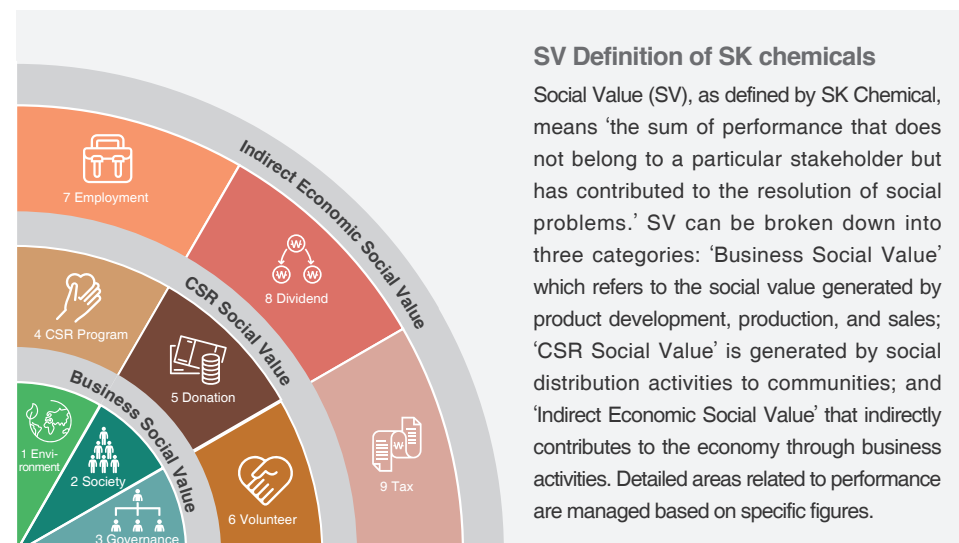 SV Definition of SK chemicals
Social Value (SV), as defined by SK Chemical,
means ‘the sum of performance that does
not belong to a particular stakeholder but
has contributed to the resolution of social
problems.’ SV can be broken down into
three categories: ‘Business Social Value’
which refers to the social value generated by
product development, production, and sales;
‘CSR Social Value’ is generated by social
distribution activities to communities; and
‘Indirect Economic Social Value’ that indirectly
contributes to the economy through business
activities. Detailed areas related to performance
are managed based on specific figures.
Indirect Economic Social Value
7 Employment
₩
₩ ₩
8 Dividend
₩
9 Tax
CSR Social Value
4 CSR Program
5 Donation
6 Volunteer
Business Social Value
1 Envi-
ronment
2 Society
3 Governance